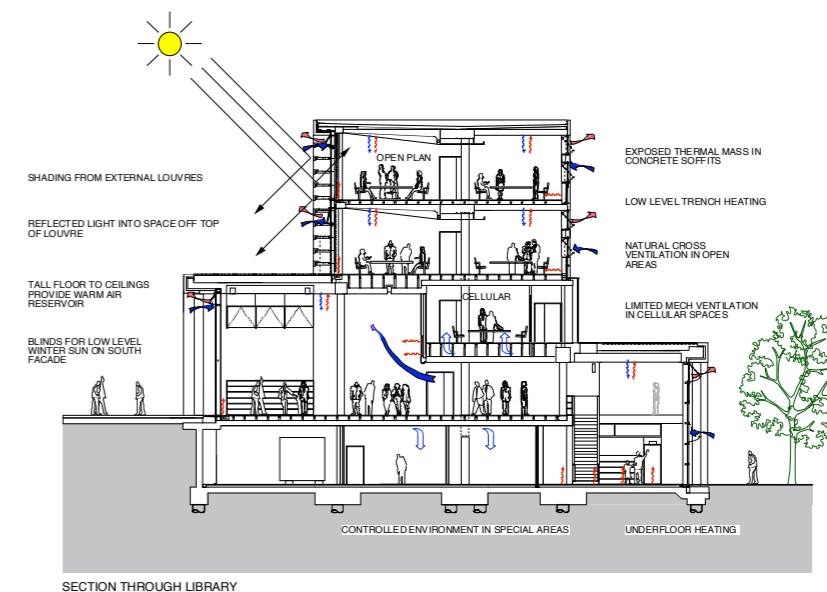 OPEN PLAN
EXPOSED THERMAL MASS IN
CONCRETE SOFFITS
SHADING FROM EXTERNAL LOUVRES
LOW LEVEL TRENCH HEATING
REFLECTED LIGHT INTO SPACE OFF TOP
OF LOUVRE
NATURAL CROSS
VENTILATION IN OPEN
AREAS
TALL FLOOR TO CEILINGS
PROVIDE WARM AIR
RESERVOIR
CELLULAR
LIMITED MECH VENTILATION
IN CELLULAR SPACES
BLINDS FOR LOW LEVEL
WINTER SUN ON SOUTH
FACADE
CONTROLLED ENVIRONMENT IN SPECIAL AREAS
UNDERFLOOR HEATING
SECTION THROUGH LIBRARY